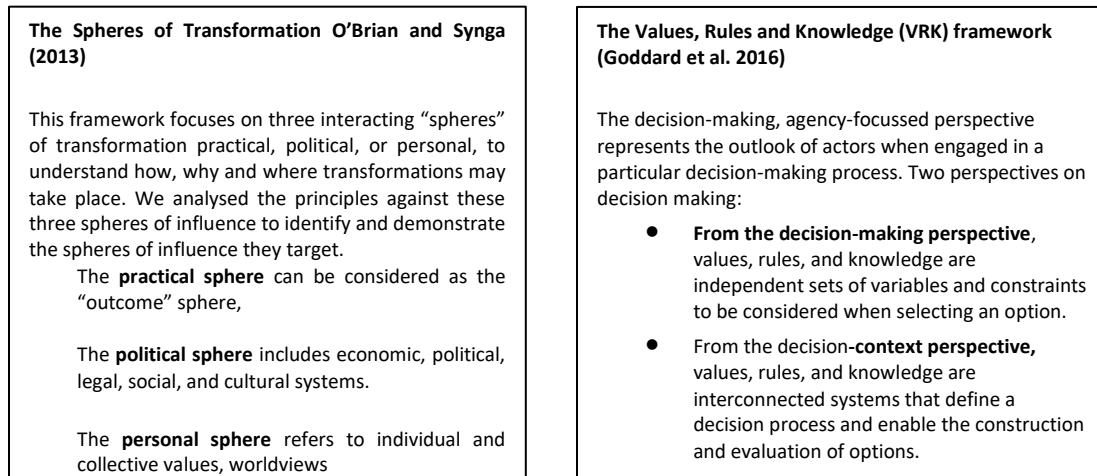 The Spheres of Transformation O’Brian and Synga
(2013)
This framework focuses on three interacting “spheres”
of transformation practical, political, or personal, to
understand how, why and where transformations may
take place. We analysed the principles against these
three spheres of influence to identify and demonstrate
the spheres of influence they target.
The practical sphere can be considered as the
“outcome” sphere,
The political sphere includes economic, political,
legal, social, and cultural systems.
The personal sphere refers to individual and
collective values, worldviews
The Values, Rules and Knowledge (VRK) framework
(Goddard et al. 2016)
The decision-making, agency-focussed perspective
represents the outlook of actors when engaged in a
particular decision-making process. Two perspectives on
decision making:
● From the decision-making perspective,
values, rules, and knowledge are
independent sets of variables and constraints
to be considered when selecting an option.
● From the decision-context perspective,
values, rules, and knowledge are
interconnected systems that define a
decision process and enable the construction
and evaluation of options.